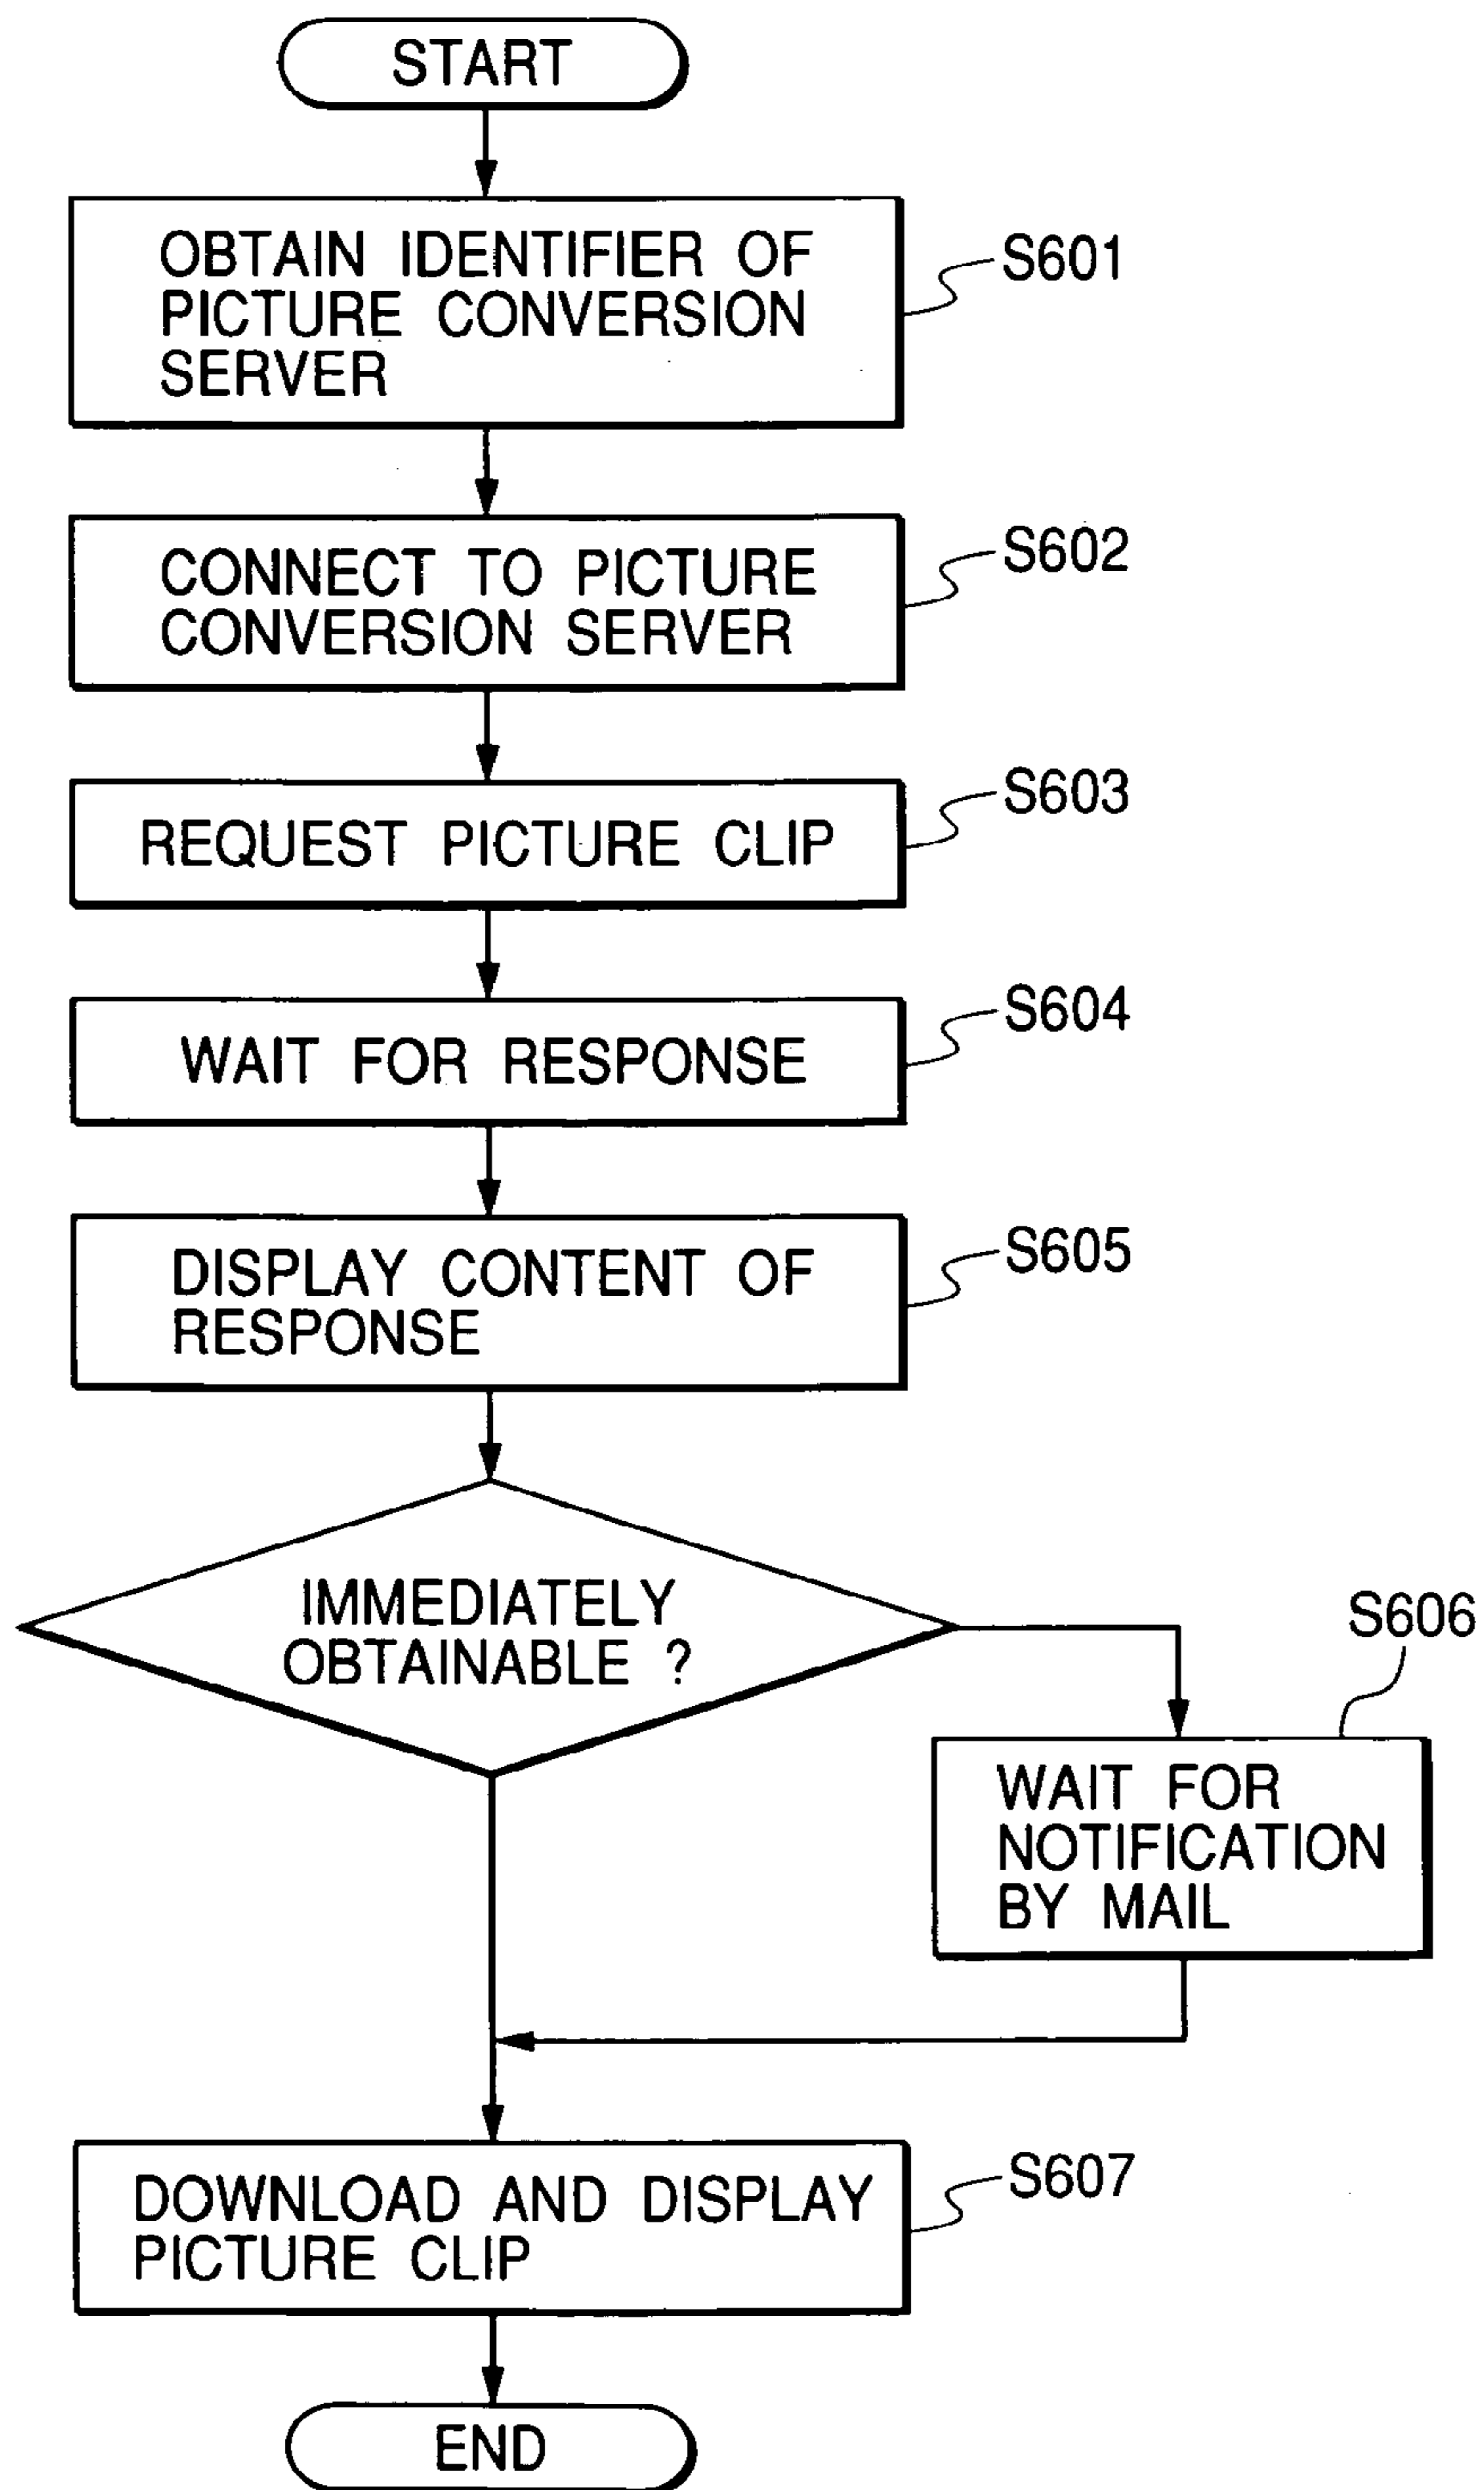 START
OBTAIN IDENTIFIER OF
PICTURE CONVERSION
SERVER
S601
CONNECT TO PICTURE
CONVERSION SERVER
S602
REQUEST PICTURE CLIP
S603
WAIT FOR RESPONSE
S604
DISPLAY CONTENT OF
RESPONSE
S605
IMMEDIATELY
OBTAINABLE ?
S606
WAIT FOR
NOTIFICATION
BY MAIL
DOWNLOAD AND DISPLAY
PICTURE CLIP
S607
END